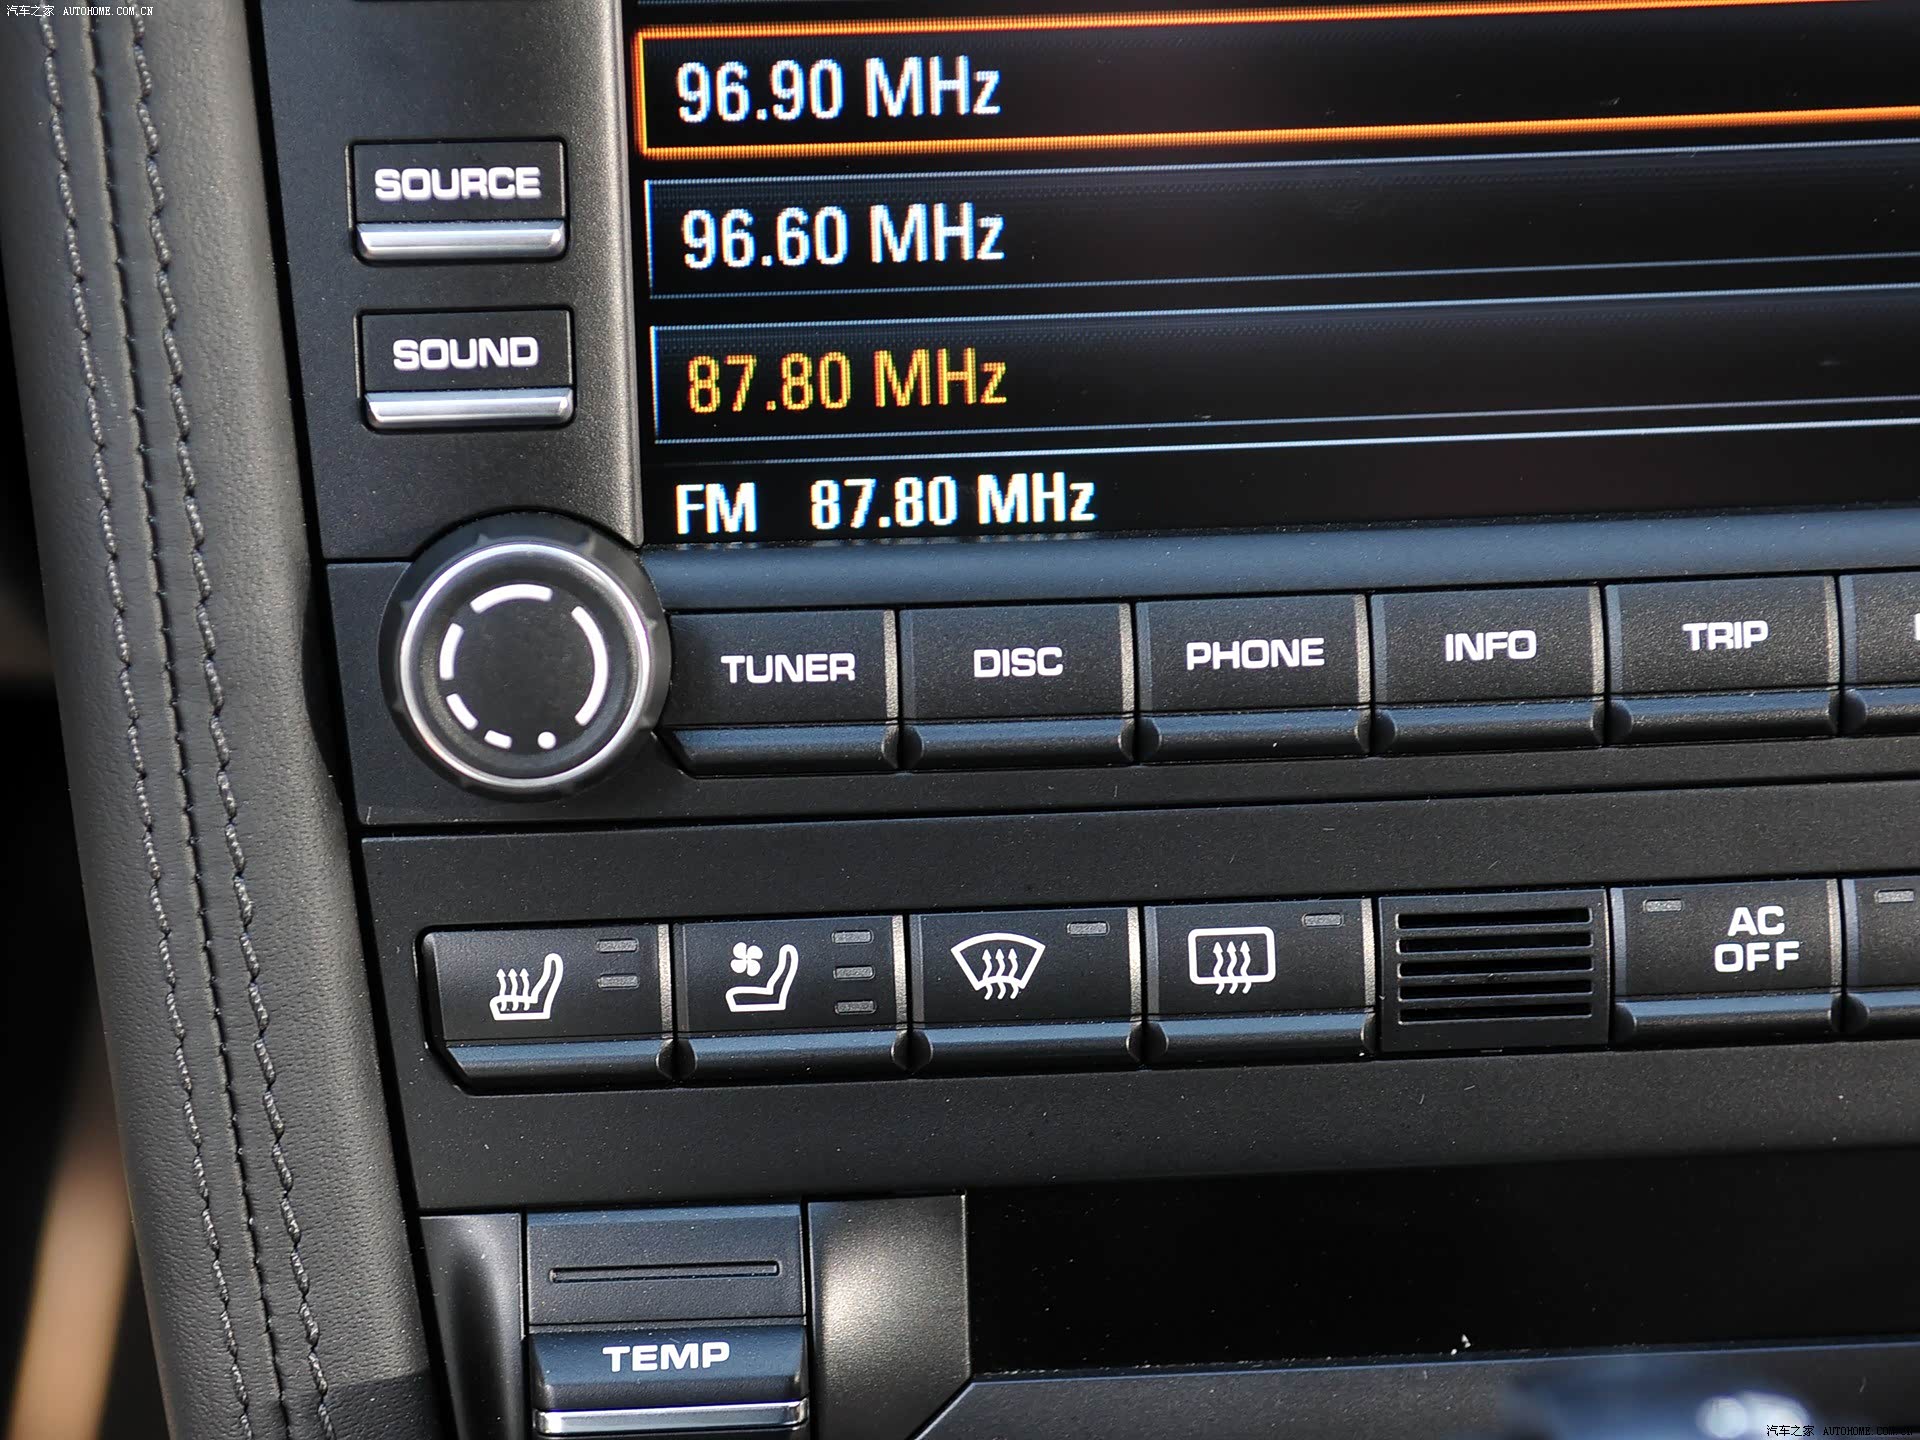 汽车之家 AUTOHOME.COM.CN
96.90 MHz
SOURCE
96.60 MHz
SOUND
87.80 MHz
FM 87.80 MHz
TUNER DISC PHONE INFO TRIP
AC
OFF
TEMP
汽车之家 AUTOHOME.COM.CN